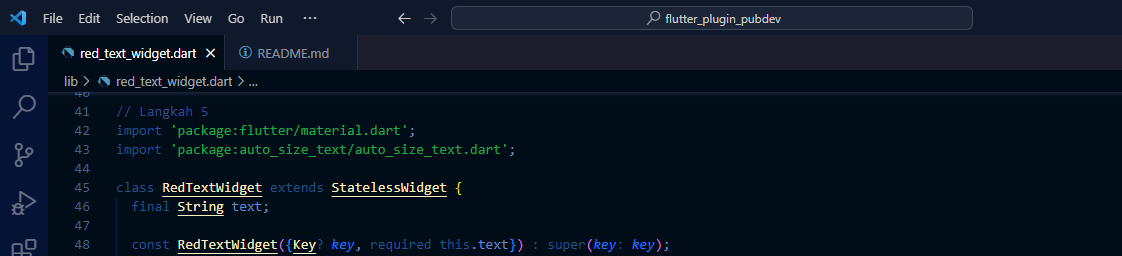 File Edit Selection View Go Run ··· ← → flutter_plugin_pubdev
red_text_widget.dart × README.md
lib > red_text_widget.dart > ...
40
41 // Langkah 5
42 import 'package:flutter/material.dart';
43 import 'package:auto_size_text/auto_size_text.dart';
44
45 class RedTextWidget extends StatelessWidget {
46 final String text;
47
48 const RedTextWidget({Key? key, required this.text}) : super(key: key);